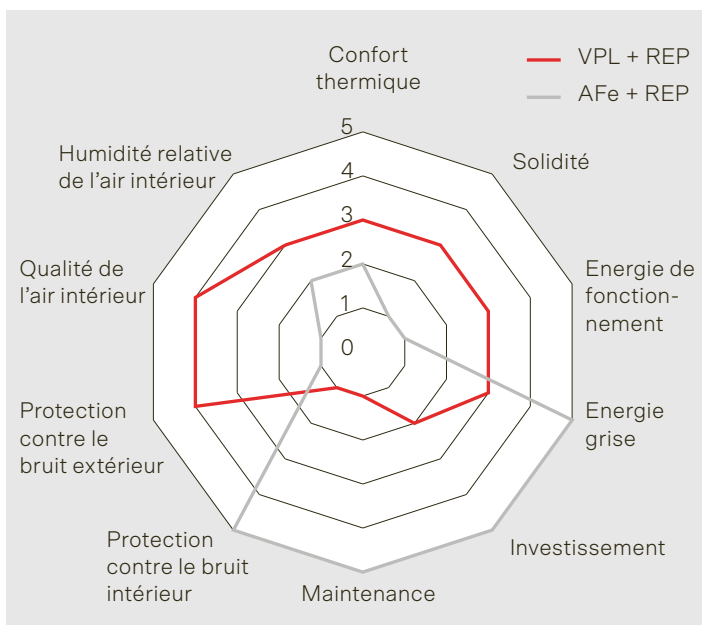 Confort
thermique
VPL + REP
AFe + REP
5
4
3
2
1
0
Solidité
Energie de
fonction-
nement
Energie
grise
Investissement
Maintenance
Protection
contre le bruit
intérieur
Protection
contre le
bruit extérieur
Qualité de
l'air intérieur
Humidité relative
de l'air intérieur